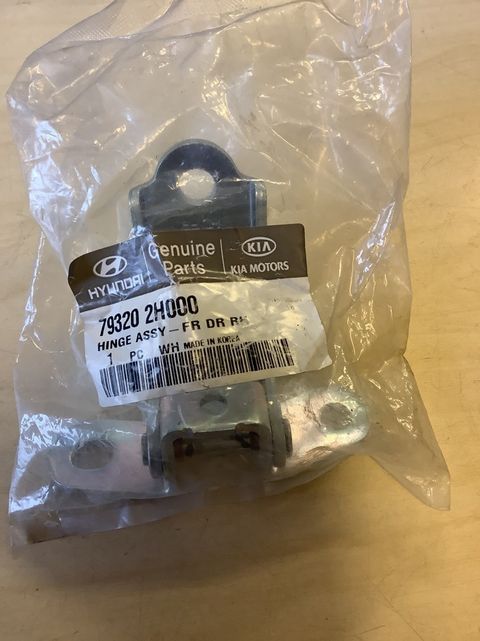 HYUNDAI
Genuine
Parts
KIA
KIA MOTORS
79320 2H000
HINGE ASSY-FR DR RH
1 PC WH MADE IN KOREA